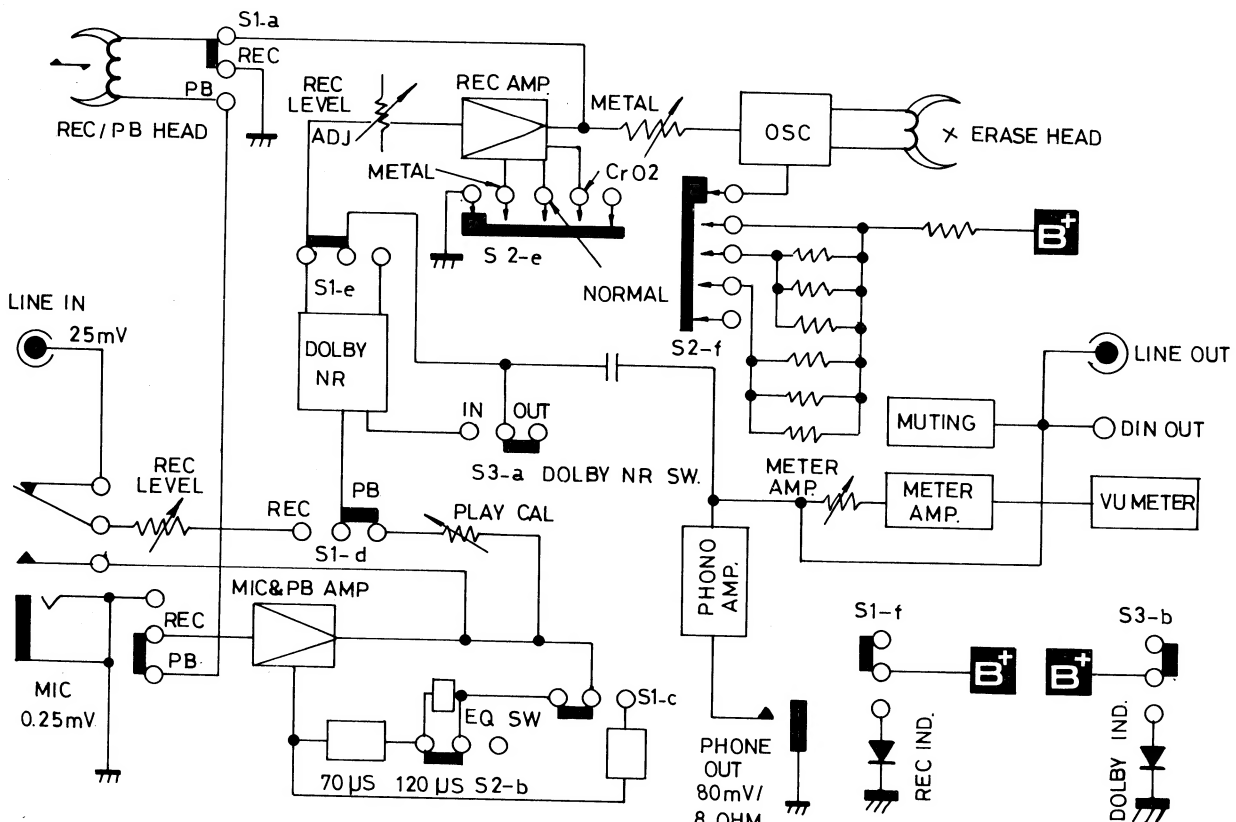 S1-a
REC
PB
REC/PB HEAD
REC
LEVEL
ADJ
REC AMP.
METAL
OSC
× ERASE HEAD
METAL
CrO2
S 2-e
NORMAL
B+
S2-f
S1-e
DOLBY
NR
LINE IN
25mV
IN
OUT
S3-a DOLBY NR SW.
LINE OUT
MUTING
DIN OUT
METER
AMP.
METER
AMP.
VU METER
REC
LEVEL
REC
PB
S1-d
PLAY CAL
MIC&PB AMP
PHONO
AMP.
REC
PB
MIC
0.25mV
EQ SW
S1-c
70 µS
120 µS S2-b
PHONE
OUT
80mV/
8 OHM
S1-f
B+
REC IND.
S3-b
B+
DOLBY IND.